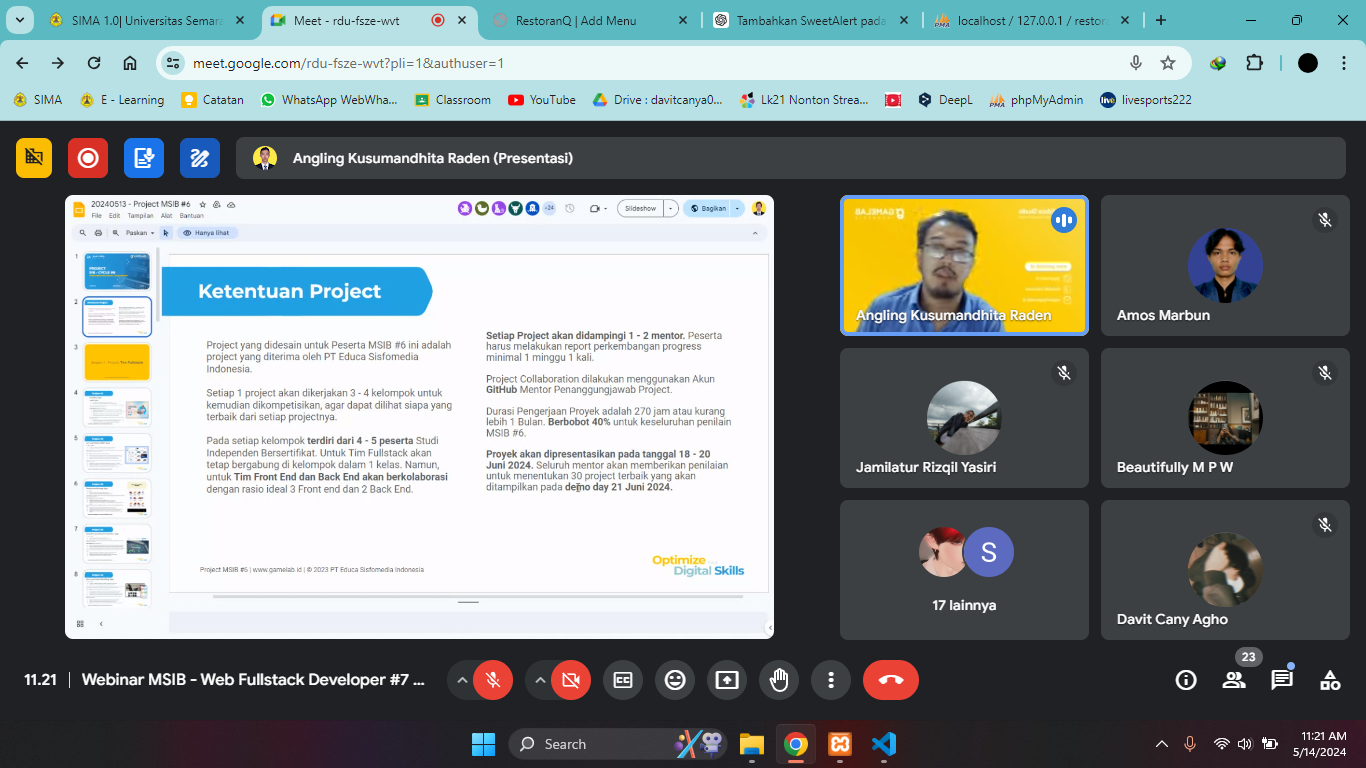 SIMA 1.0| Universitas Semara
Meet - rdu-fsze-wvt
RestoranQ | Add Menu
Tambahkan SweetAlert pada
localhost / 127.0.0.1 / restora
meet.google.com/rdu-fsze-wvt?pli=1&authuser=1
SIMA
E - Learning
Catatan
WhatsApp WebWha...
Classroom
YouTube
Drive : davitcanya0...
Lk21 Nonton Strea...
DeepL
phpMyAdmin
livesports222
Angling Kusumandhita Raden (Presentasi)
20240513 - Project MSIB #6
File Edit Tampilan Alat Bantuan
+24
Slideshow
Bagikan
Paskan
Hanya lihat
1
2
3
4
5
6
7
8
Ketentuan Project
Project yang didesain untuk Peserta MSIB #6 ini adalah
project yang diterima oleh PT Educa Sisfomedia
Indonesia.
Setiap 1 project akan dikerjakan 3 - 4 kelompok untuk
kemudian dikompetisikan, agar dapat dilihat siapa yang
terbaik dari setiap projectnya.
Pada setiap kelompok terdiri dari 4 - 5 peserta Studi
Independen Bersertifikat. Untuk Tim Fullstack akan
tetap bergabung di kelompok dalam 1 kelas. Namun,
untuk Tim Front End dan Back End akan berkolaborasi
dengan rasio ideal 3 Front end dan 2 Back End.
Setiap Project akan didampingi 1 - 2 mentor. Peserta
harus melakukan report perkembangan progress
minimal 1 minggu 1 kali.
Project Collaboration dilakukan menggunakan Akun
GitHub Mentor Penanggungjawab Project.
Durasi Pengerjaan Proyek adalah 270 jam atau kurang
lebih 1 Bulan. Berbobot 40% untuk keseluruhan penilain
MSIB #6.
Proyek akan dipresentasikan pada tanggal 18 - 20
Juni 2024. Seluruh mentor akan memberikan penilaian
untuk menentukan 30 project terbaik yang akan
ditampilkan pada demo day 21 Juni 2024.
Project MSIB #6 | www.gamelab.id | © 2023 PT Educa Sisfomedia Indonesia
Optimize
Digital Skills
Angling Kusumandhita Raden
Amos Marbun
Jamilatur Rizqil Yasiri
Beautifully M P W
S
17 lainnya
Davit Cany Agho
11.21
Webinar MSIB - Web Fullstack Developer #7 ...
23
Search
11:21 AM
5/14/2024